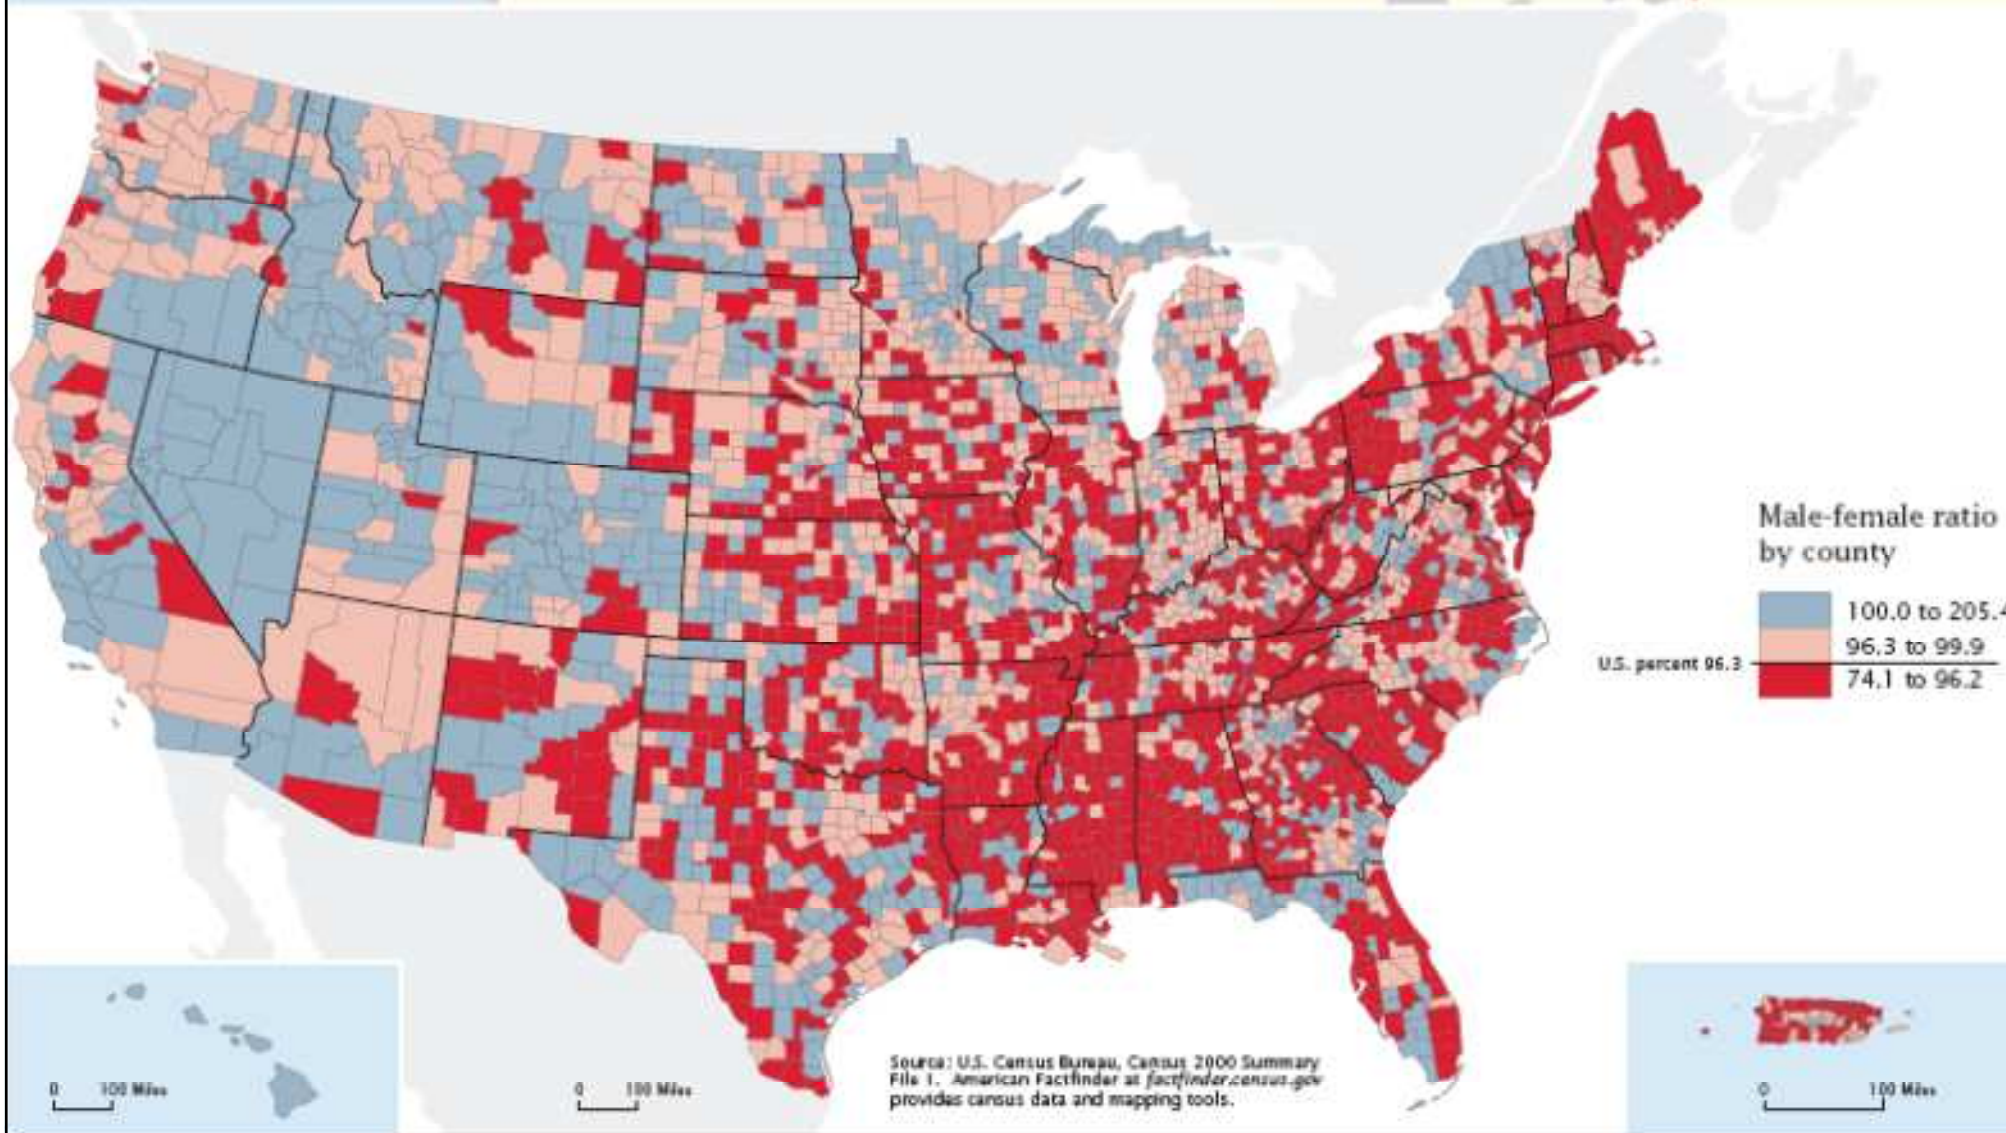 Male-female ratio
by county
100.0 to 205.4
96.3 to 99.9
U.S. percent 96.3
74.1 to 96.2
Source: U.S. Census Bureau, Census 2000 Summary
File 1. American Factfinder at factfinder.census.gov
provides census data and mapping tools.
0 100 Miles
0 100 Miles
0 100 Miles